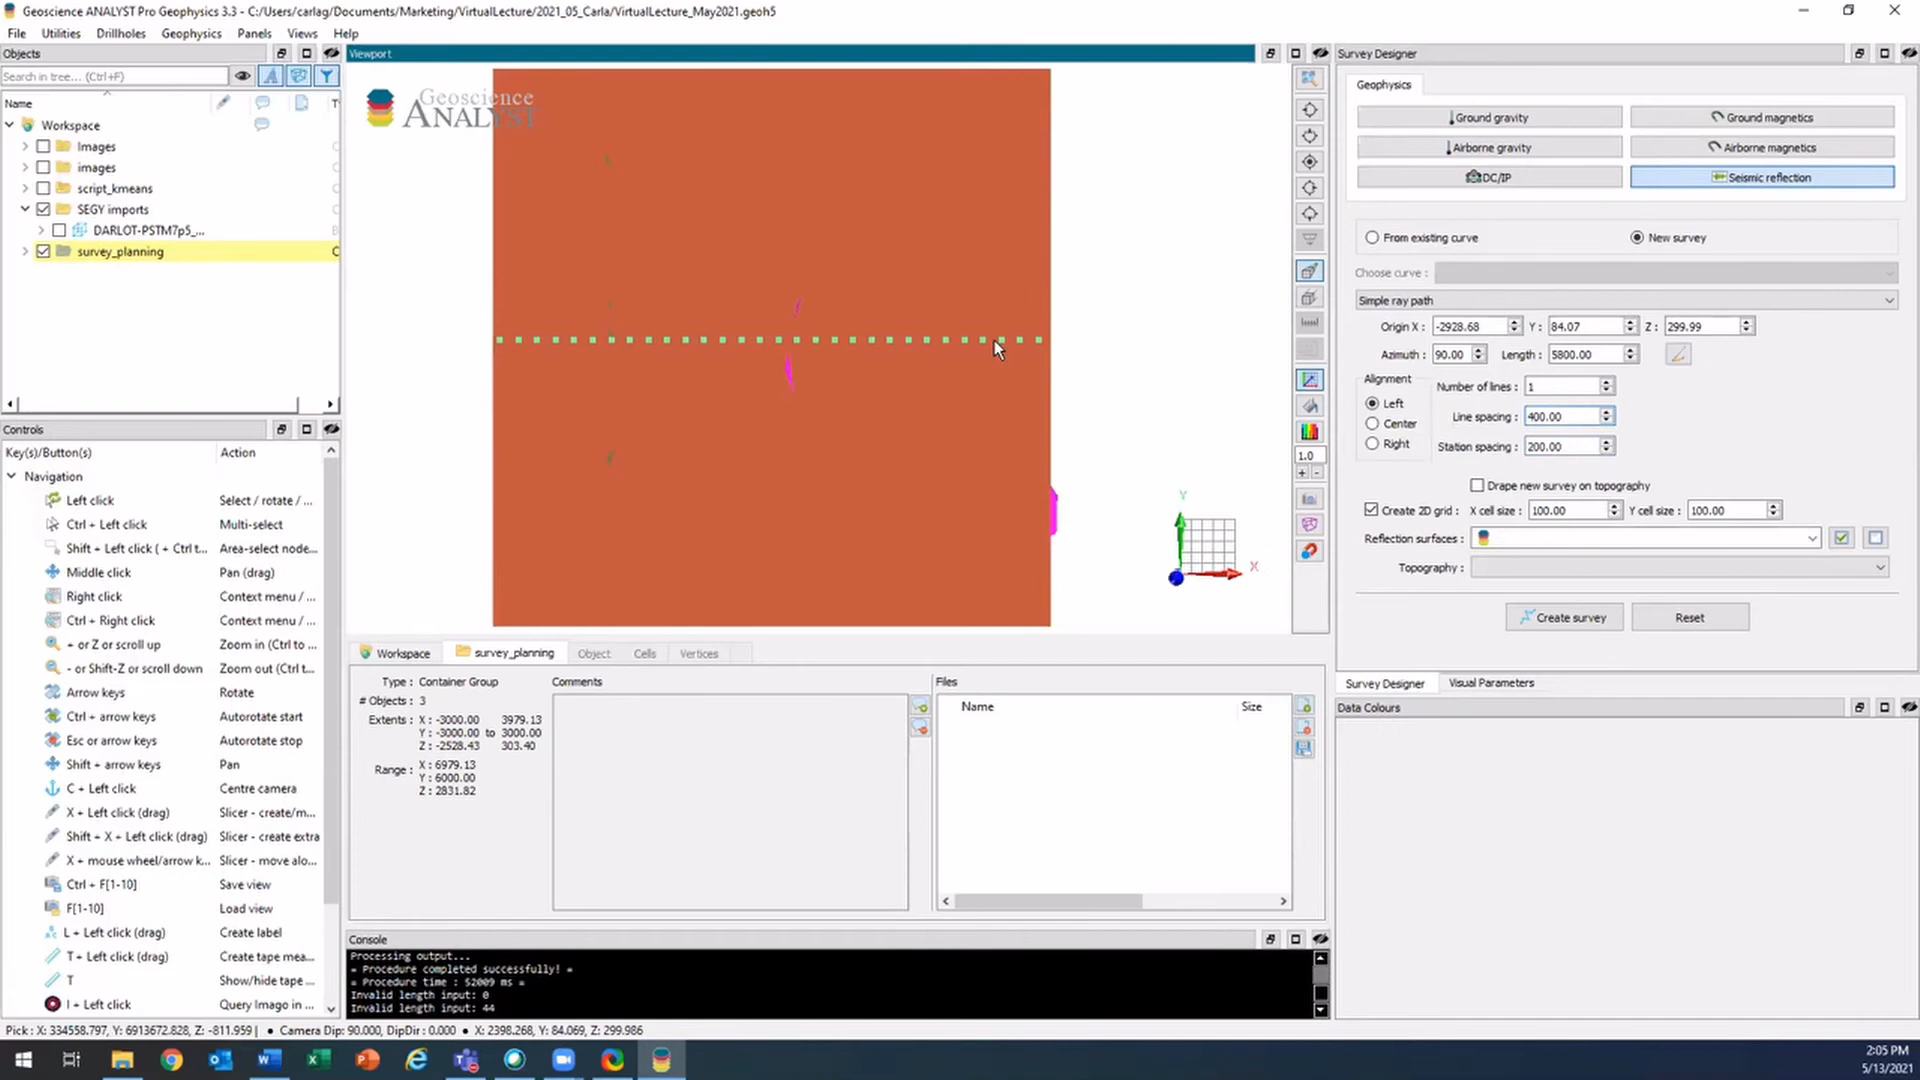 Geoscience ANALYST Pro Geophysics 3.3 - C:/Users/carlag/Documents/Marketing/VirtualLecture/2021_05_Carla/VirtualLecture_May2021.geoh5
File Utilities Drillholes Geophysics Panels Views Help
Objects
Search in tree... (Ctrl+F)
Name
Workspace
Images
images
script_kmeans
SEGY imports
DARLOT-PSTM7p5_...
survey_planning
Controls
Key(s)/Button(s) Action
Navigation
Left click Select / rotate / ...
Ctrl + Left click Multi-select
Shift + Left click ( + Ctrl t... Area-select node...
Middle click Pan (drag)
Right click Context menu / ...
Ctrl + Right click Context menu / ...
+ or Z or scroll up Zoom in (Ctrl to ...
- or Shift-Z or scroll down Zoom out (Ctrl t...
Arrow keys Rotate
Ctrl + arrow keys Autorotate start
Esc or arrow keys Autorotate stop
Shift + arrow keys Pan
C + Left click Centre camera
X + Left click (drag) Slicer - create/m...
Shift + X + Left click (drag) Slicer - create extra
X + mouse wheel/arrow k... Slicer - move alo...
Ctrl + F[1-10] Save view
F[1-10] Load view
L + Left click (drag) Create label
T + Left click (drag) Create tape mea...
T Show/hide tape ...
I + Left click Query Imago in ...
Viewport
Geoscience
ANALYST
Y
X
1.0
Workspace survey_planning Object Cells Vertices
Type : Container Group
# Objects : 3
Extents : X : -3000.00 3979.13
Y : -3000.00 to 3000.00
Z : -2528.43 303.40
Range : X : 6979.13
Y : 6000.00
Z : 2831.82
Comments
Files
Name Size
Console
Processing output...
= Procedure completed successfully! =
= Procedure time : 52009 ms =
Invalid length input: 0
Invalid length input: 44
Survey Designer
Geophysics
Ground gravity Ground magnetics
Airborne gravity Airborne magnetics
DC/IP Seismic reflection
From existing curve New survey
Choose curve :
Simple ray path
Origin X : -2928.68 Y : 84.07 Z : 299.99
Azimuth : 90.00 Length : 5800.00
Alignment
Left
Center
Right
Number of lines : 1
Line spacing : 400.00
Station spacing : 200.00
Drape new survey on topography
Create 2D grid : X cell size : 100.00 Y cell size : 100.00
Reflection surfaces :
Topography :
Create survey Reset
Survey Designer Visual Parameters
Data Colours
Pick : X: 334558.797, Y: 6913672.828, Z: -811.959 | • Camera Dip: 90.000, DipDir: 0.000 • X: 2398.268, Y: 84.069, Z: 299.986
2:05 PM
5/13/2021